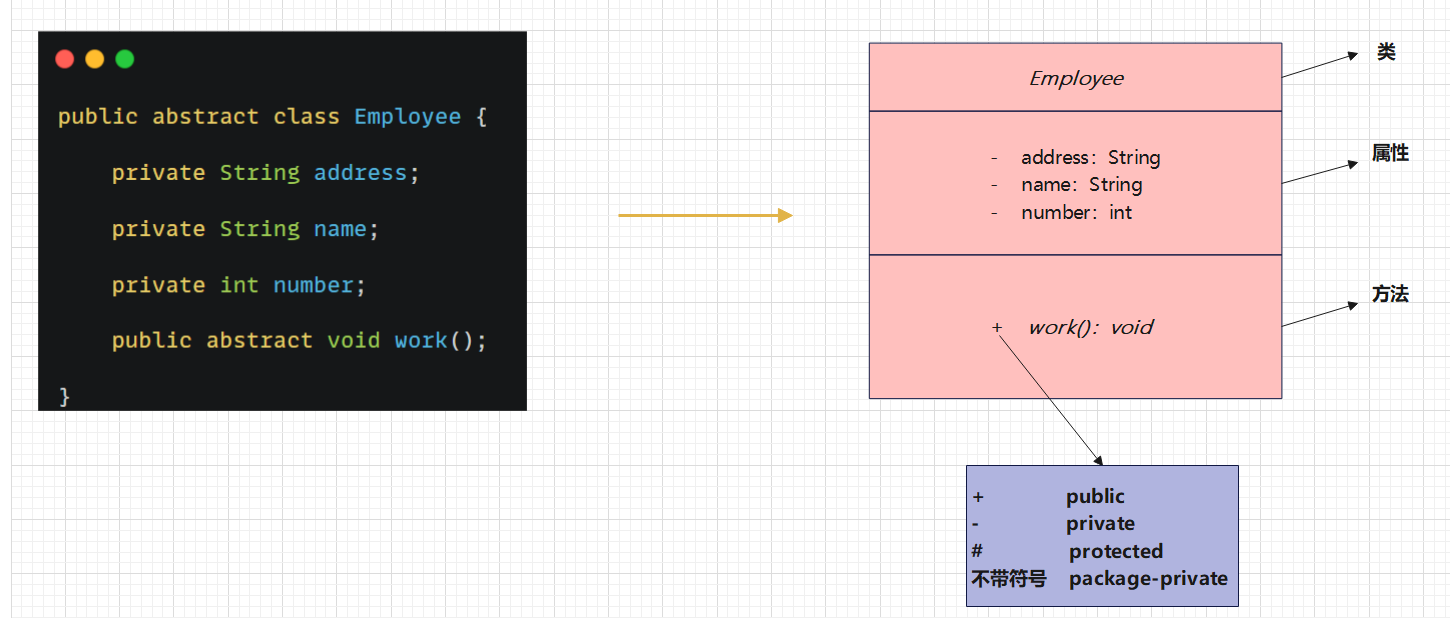 public abstract class Employee {
private String address;
private String name;
private int number;
public abstract void work();
}
Employee
类
- address：String
- name：String
- number：int
属性
+ work()：void
方法
+ public
- private
# protected
不带符号 package-private